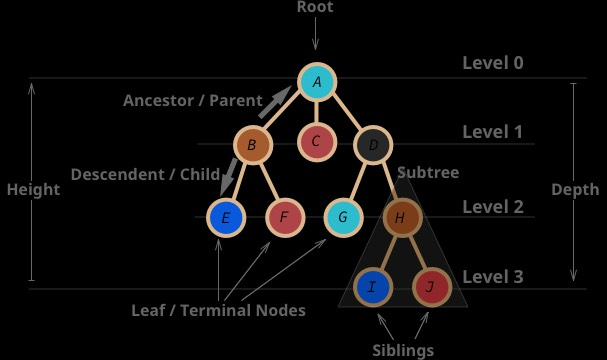 Root
Level 0
A
Ancestor / Parent
Level 1
B
C
D
Descendent / Child
Subtree
Height
Depth
Level 2
E
F
G
H
Level 3
I
J
Leaf / Terminal Nodes
Siblings